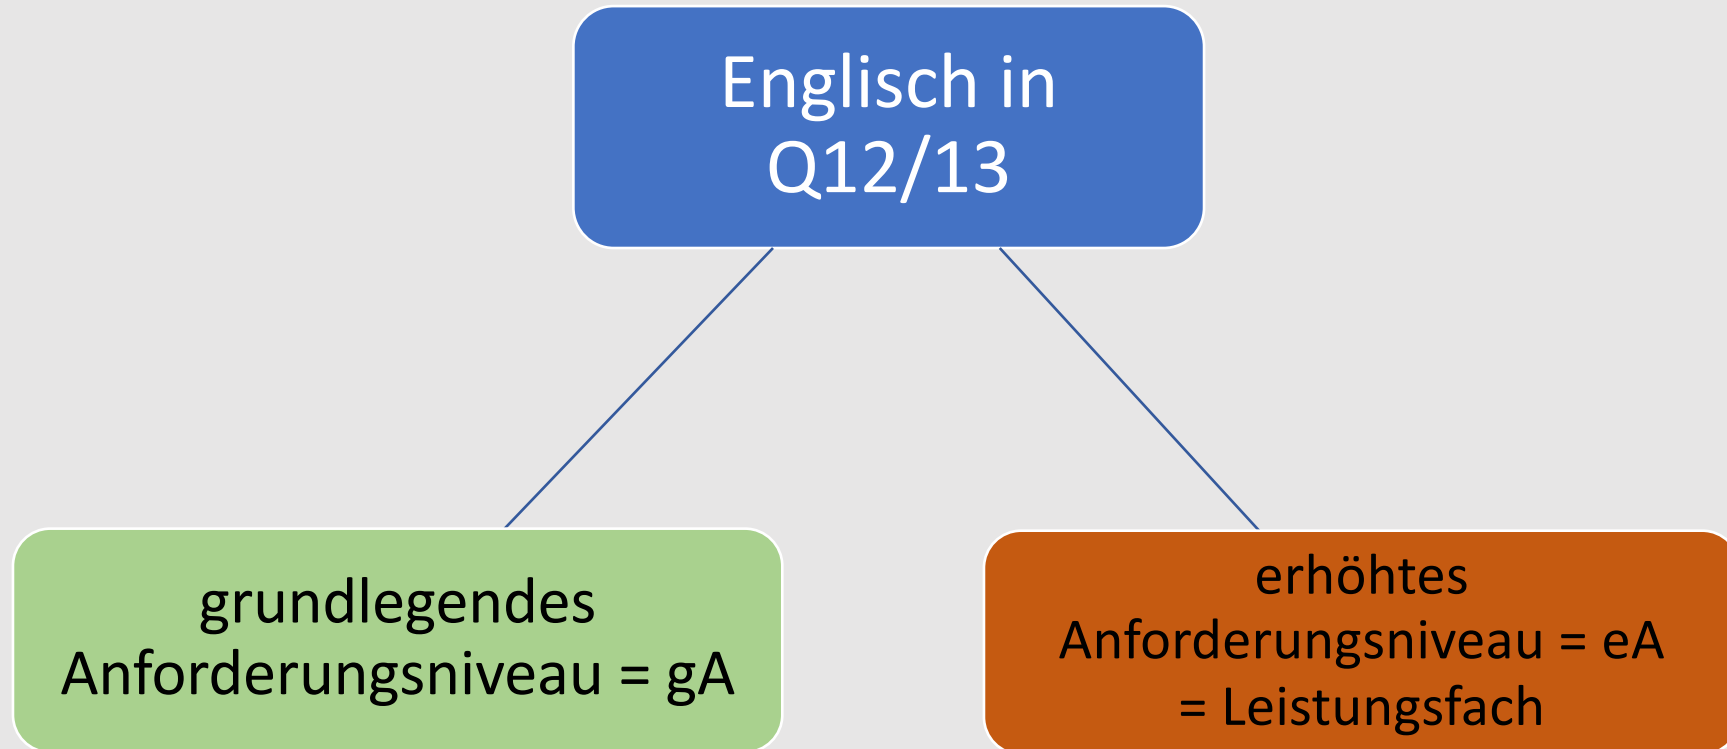 Englisch in
Q12/13
grundlegendes
Anforderungsniveau = gA
erhöhtes
Anforderungsniveau = eA
= Leistungsfach